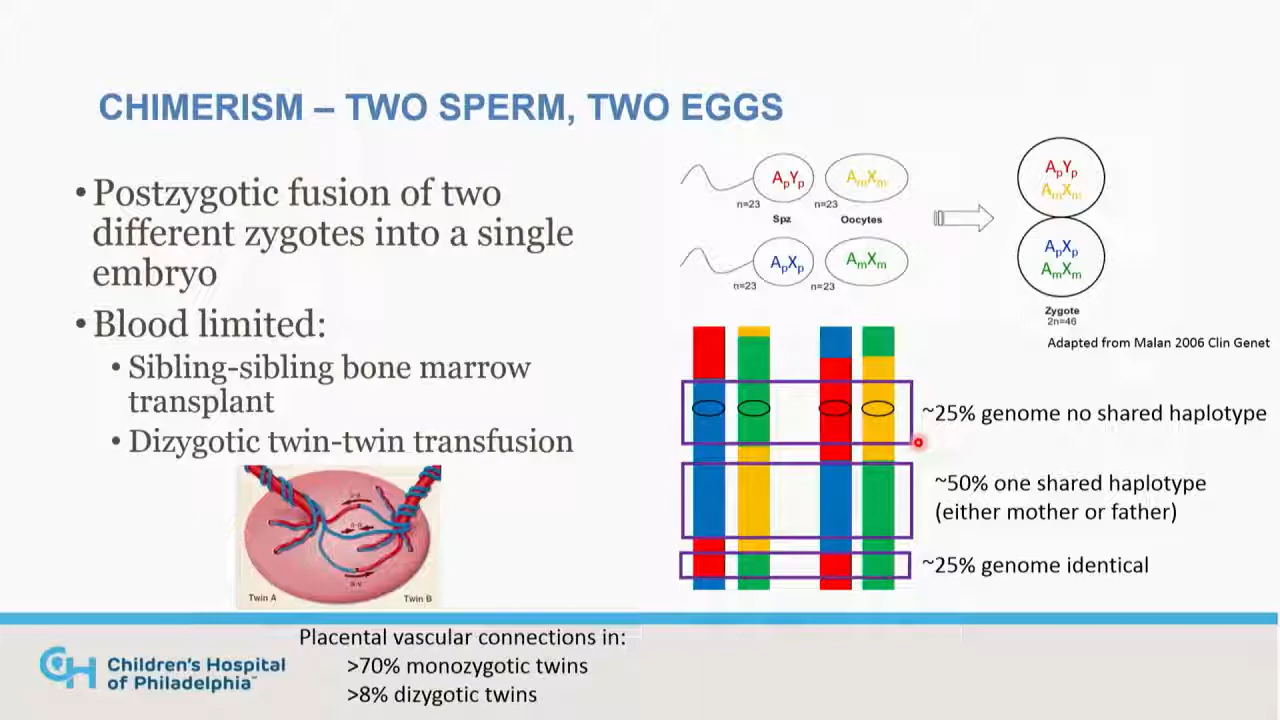 CHIMERISM – TWO SPERM, TWO EGGS
• Postzygotic fusion of two
different zygotes into a single
embryo
• Blood limited:
• Sibling-sibling bone marrow
transplant
• Dizygotic twin-twin transfusion
Twin A
Twin B
Placental vascular connections in:
>70% monozygotic twins
>8% dizygotic twins
CH Children's Hospital
of Philadelphia
ApYp
AmXm
n=23
n=23
Spz
Oocytes
ApXp
AmXm
n=23
n=23
ApYp
AmXm
ApXp
AmXm
Zygote
2n=46
Adapted from Malan 2006 Clin Genet
~25% genome no shared haplotype
~50% one shared haplotype
(either mother or father)
~25% genome identical